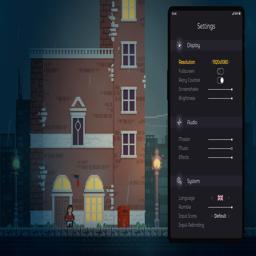 Settings
Display
Resolution 1920x1080
Fullscreen
Retry Counter
Screenshake
Brightness
Audio
Master
Music
Effects
System
Language
Rumble
Input Icons Default
Input Rebinding